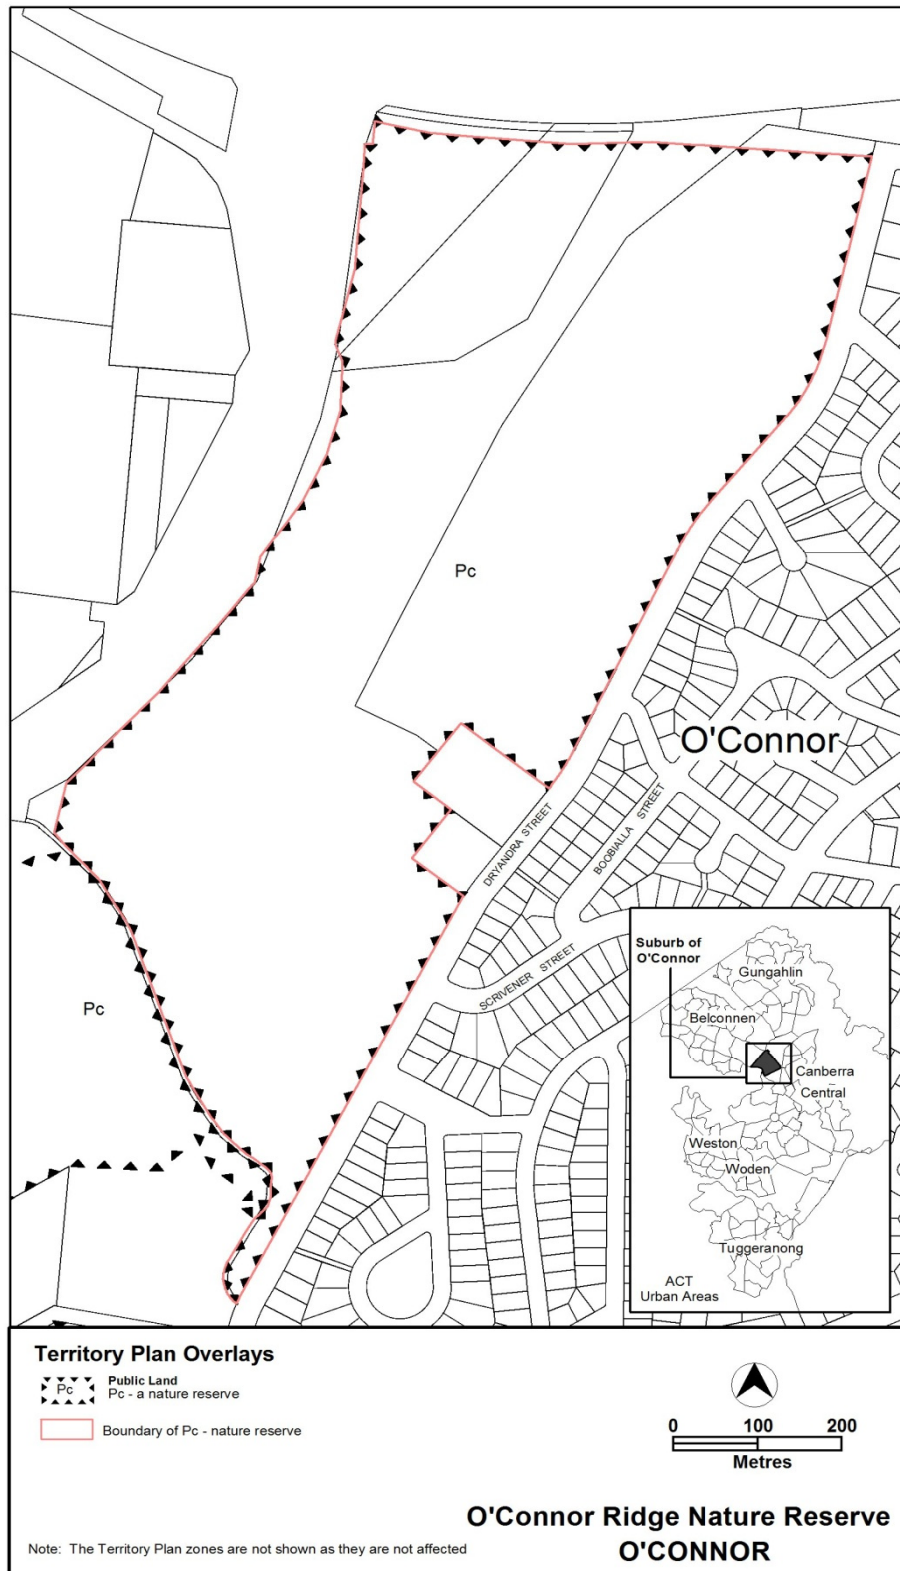 Pc
O'Connor
DRYANDRA STREET
BOOBIALLA STREET
SCRIVENER STREET
Pc
Suburb of
O'Connor
Gungahlin
Belconnen
Canberra
Central
Weston
Woden
Tuggeranong
ACT
Urban Areas
Territory Plan Overlays
Pc
Public Land
Pc - a nature reserve
Boundary of Pc - nature reserve
0 100 200
Metres
O'Connor Ridge Nature Reserve
O'CONNOR
Note: The Territory Plan zones are not shown as they are not affected